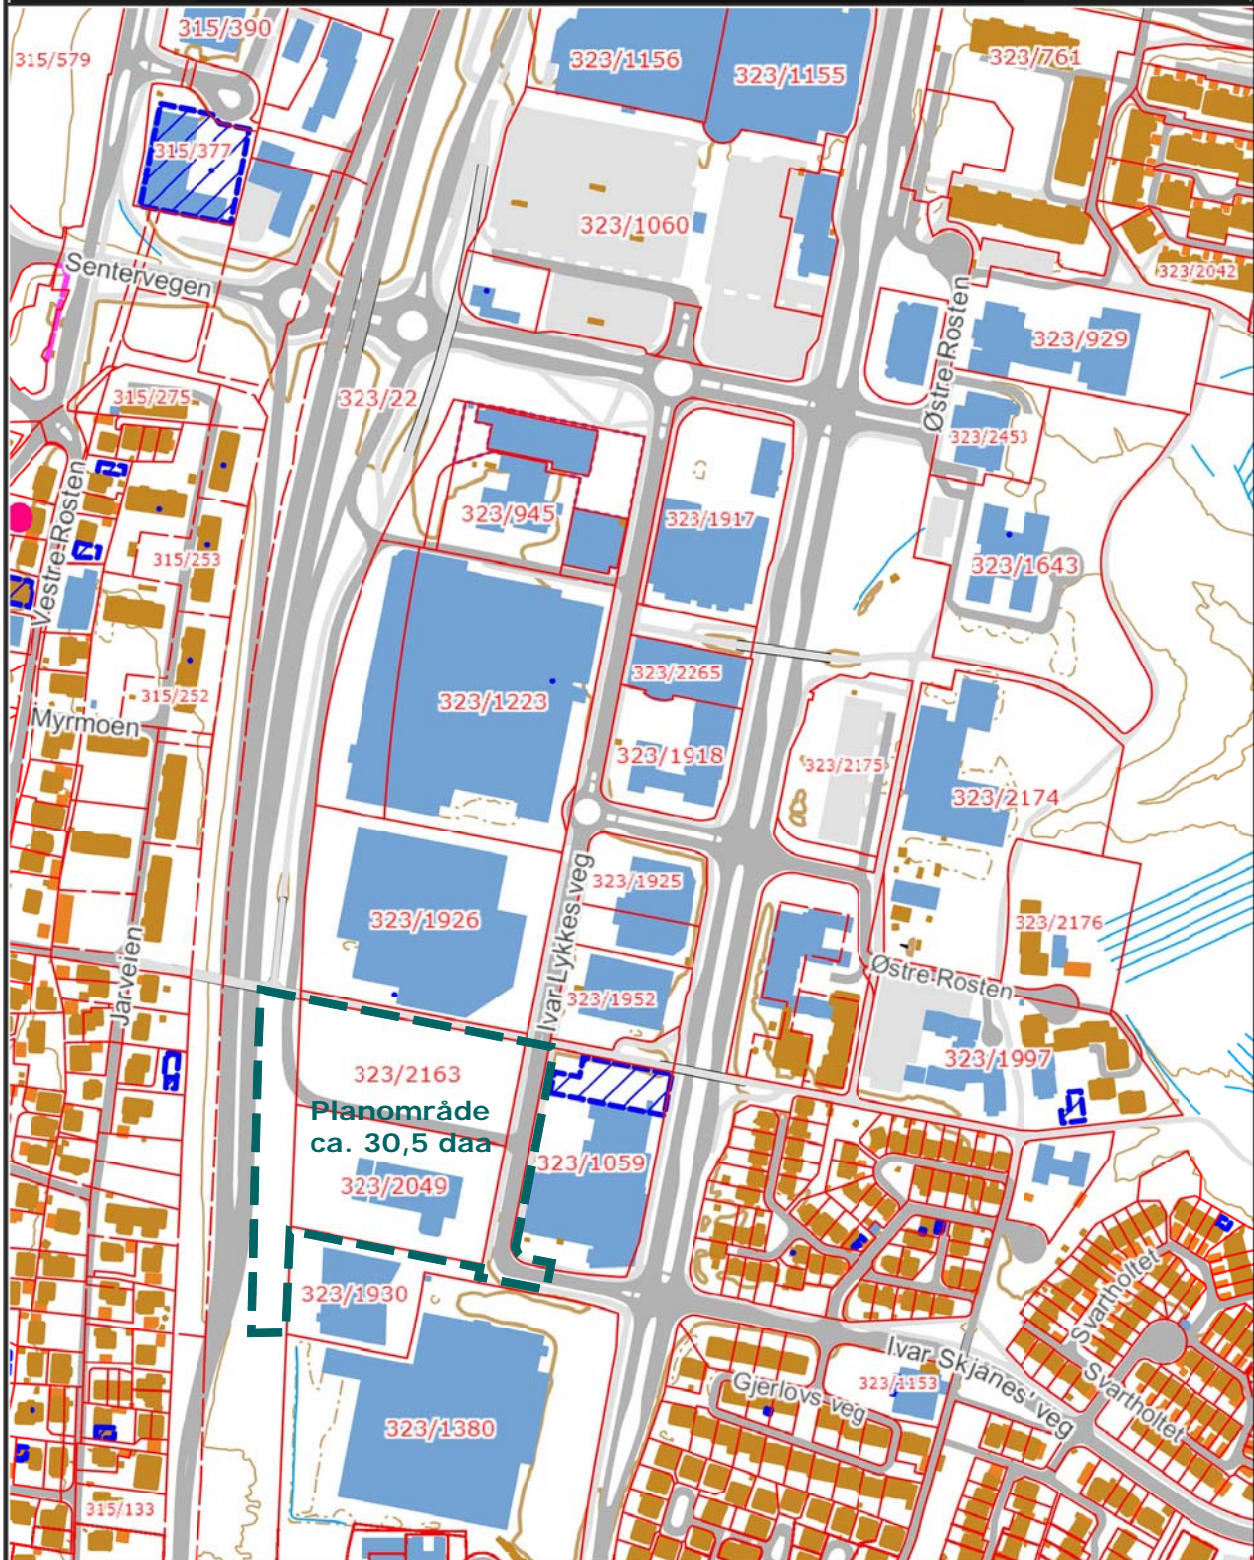 315/390
315/579
323/1156
323/1155
323/761
315/377
323/1060
Sentervegen
323/2042
Østre Rosten
323/929
315/275
323/22
323/2453
323/945
323/1917
Vestre-Rosten
315/253
323/1643
323/2265
315/252
323/1223
Myrmoen
323/1918
323/2175
323/2174
323/1925
323/1926
323/2176
Ivar-Lykkes-veg
Jarveien
Østre-Rosten
323/1952
323/1997
323/2163
Planområde
ca. 30,5 daa
323/1059
323/2049
323/1930
Svartholtet
Ivar Skjånes' veg
323/1153
Gjerlovs-veg
Svartholtet
323/1380
315/133